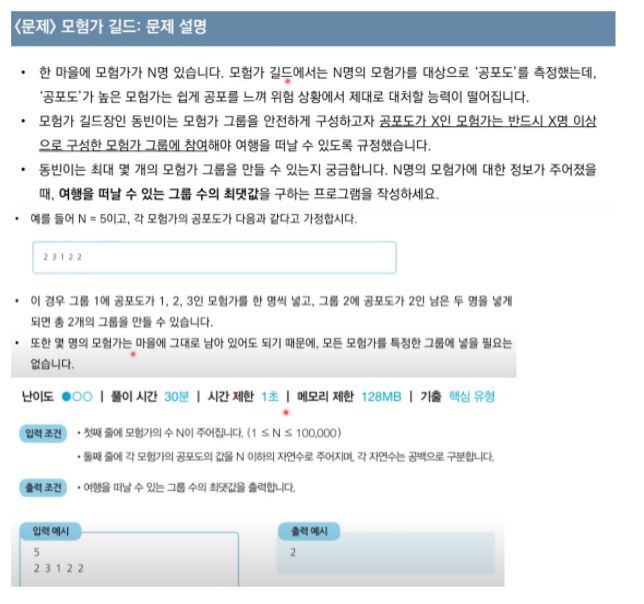 <문제> 모험가 길드: 문제 설명
• 한 마을에 모험가가 N명 있습니다. 모험가 길드에서는 N명의 모험가를 대상으로 '공포도'를 측정했는데,
'공포도'가 높은 모험가는 쉽게 공포를 느껴 위험 상황에서 제대로 대처할 능력이 떨어집니다.
• 모험가 길드장인 동빈이는 모험가 그룹을 안전하게 구성하고자 공포도가 X인 모험가는 반드시 X명 이상
으로 구성한 모험가 그룹에 참여해야 여행을 떠날 수 있도록 규정했습니다.
• 동빈이는 최대 몇 개의 모험가 그룹을 만들 수 있는지 궁금합니다. N명의 모험가에 대한 정보가 주어졌을
때, 여행을 떠날 수 있는 그룹 수의 최댓값을 구하는 프로그램을 작성하세요.
• 예를 들어 N = 5이고, 각 모험가의 공포도가 다음과 같다고 가정합시다.
2 3 1 2 2
• 이 경우 그룹 1에 공포도가 1, 2, 3인 모험가를 한 명씩 넣고, 그룹 2에 공포도가 2인 남은 두 명을 넣게
되면 총 2개의 그룹을 만들 수 있습니다.
• 또한 몇 명의 모험가는 마을에 그대로 남아 있어도 되기 때문에, 모든 모험가를 특정한 그룹에 넣을 필요는
없습니다.
난이도 ●○○ | 풀이 시간 30분 | 시간 제한 1초 | 메모리 제한 128MB | 기출 핵심 유형
입력 조건 • 첫째 줄에 모험가의 수 N이 주어집니다. (1 ≤ N ≤ 100,000)
• 둘째 줄에 각 모험가의 공포도의 값을 N 이하의 자연수로 주어지며, 각 자연수는 공백으로 구분합니다.
출력 조건 • 여행을 떠날 수 있는 그룹 수의 최댓값을 출력합니다.
입력 예시
5
2 3 1 2 2
출력 예시
2